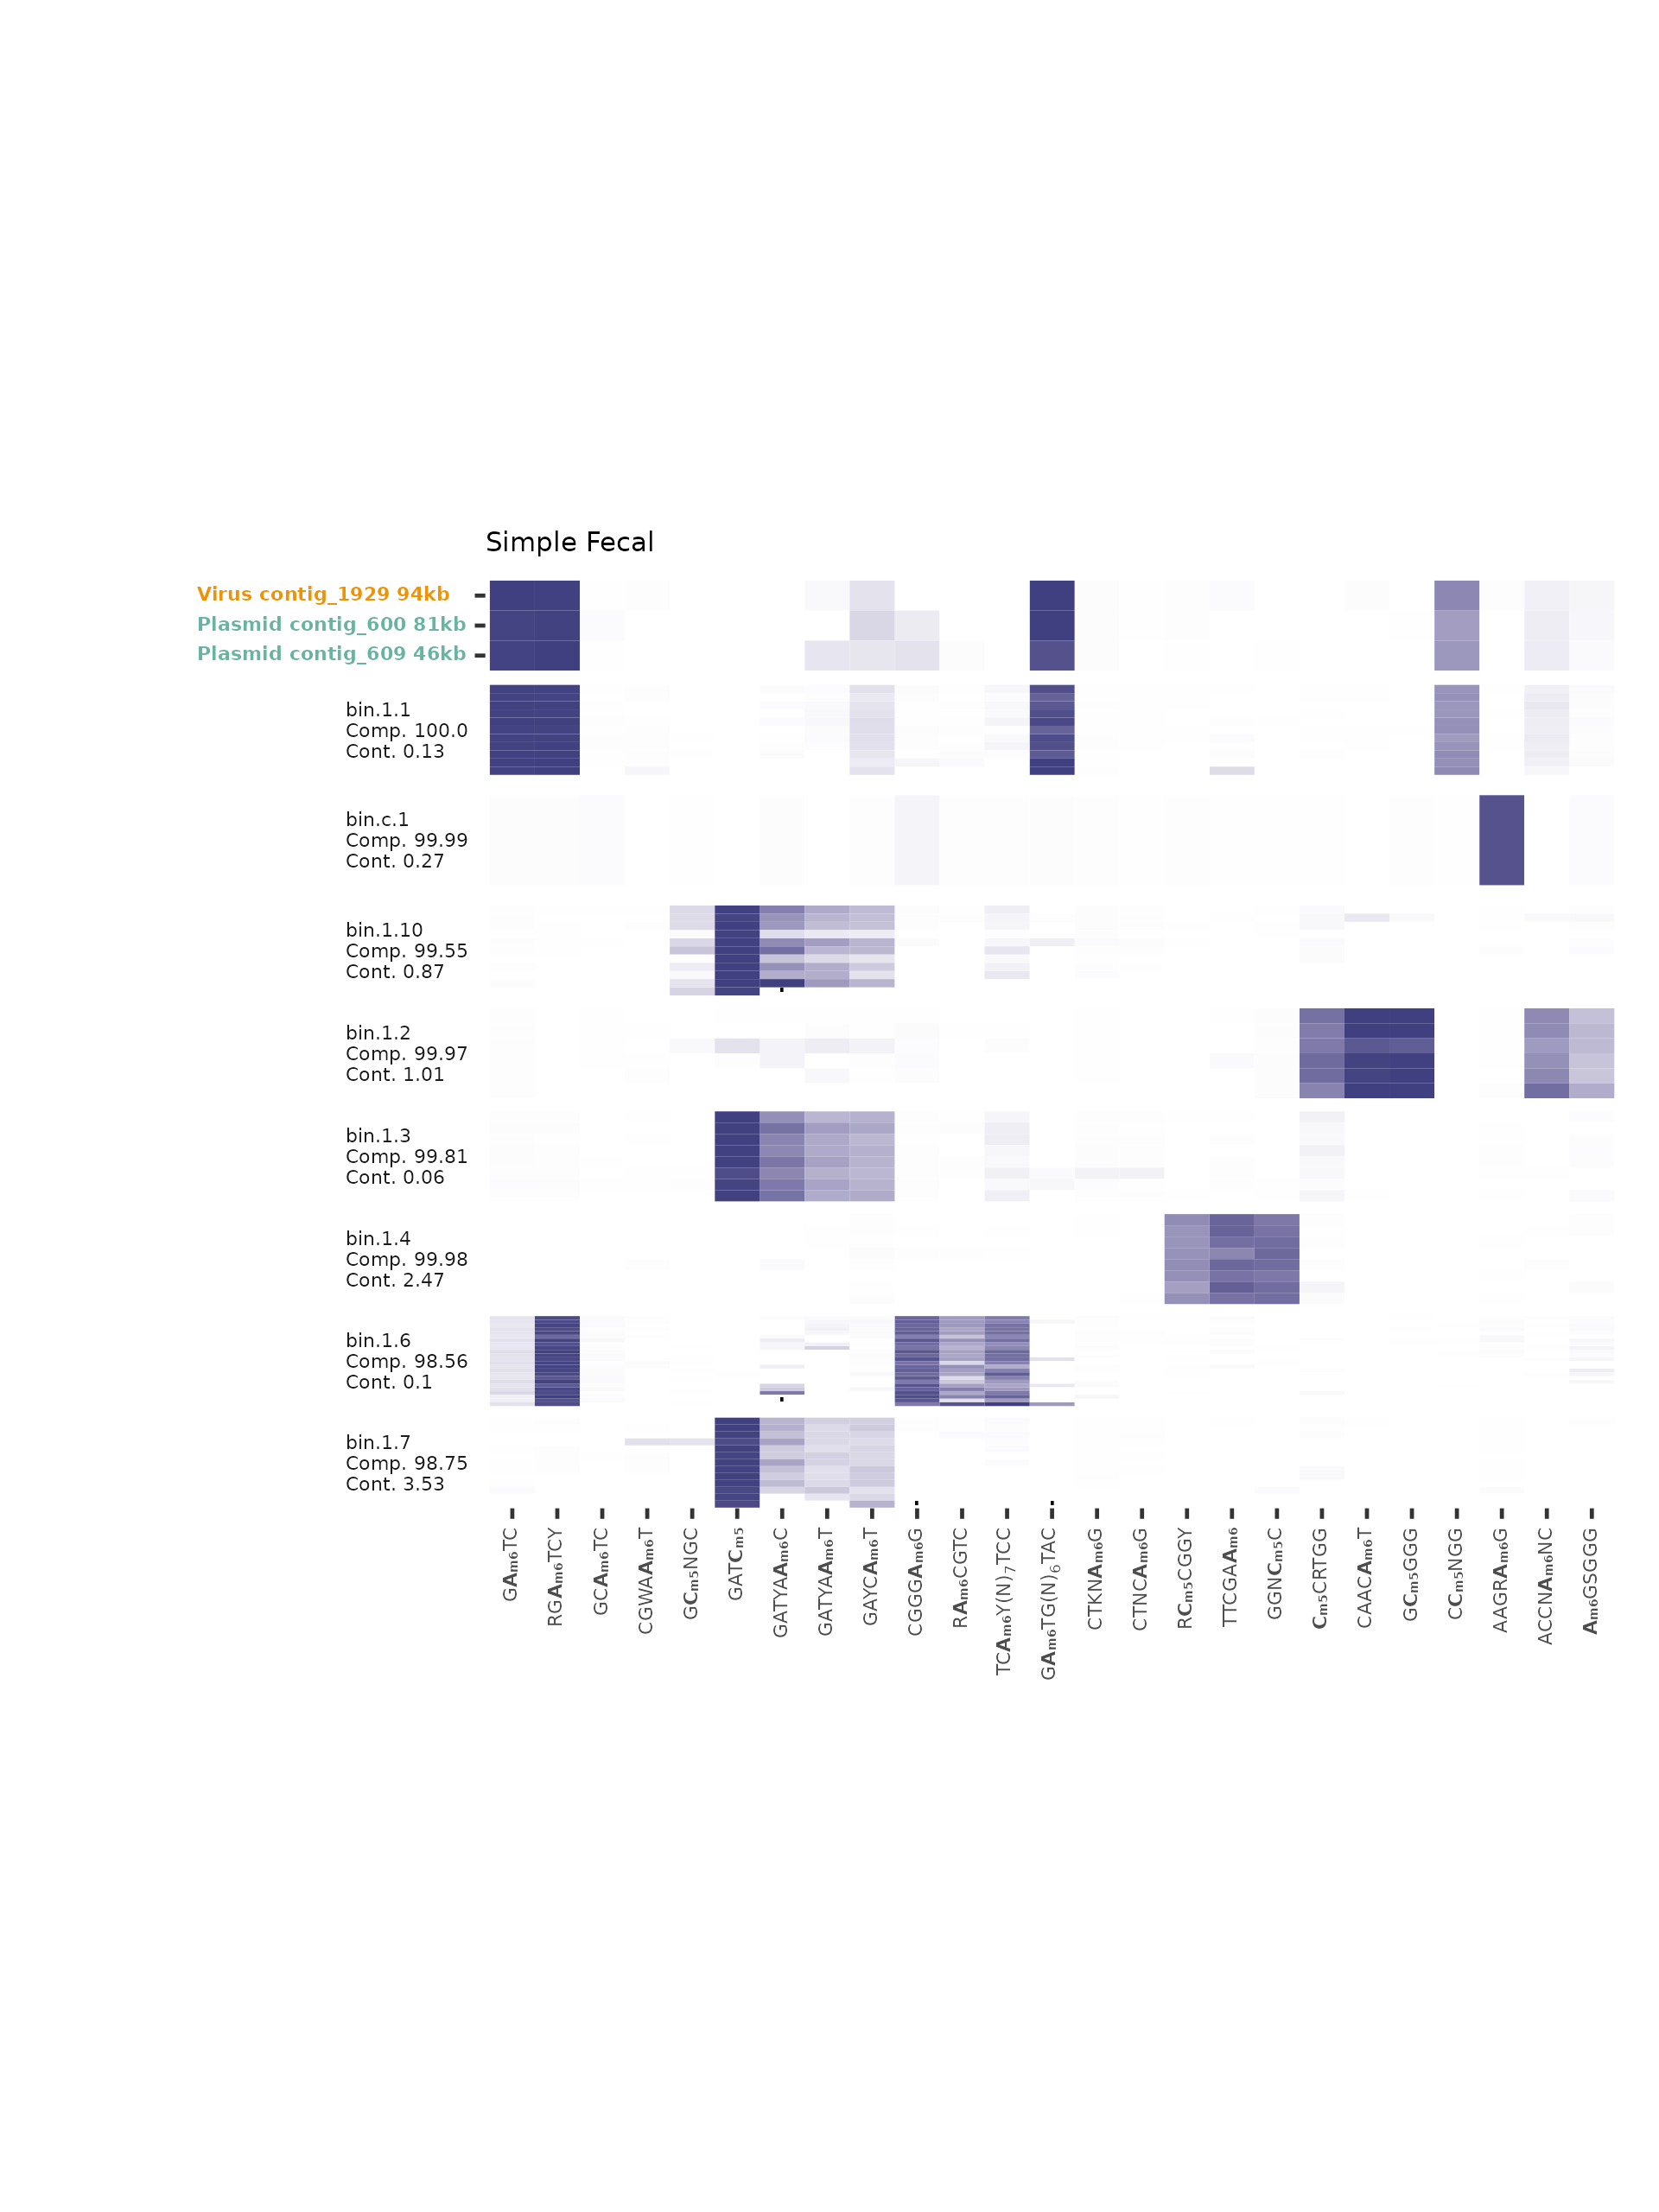 Simple Fecal
Virus contig_1929 94kb
Plasmid contig_600 81kb
Plasmid contig_609 46kb
bin.1.1
Comp. 100.0
Cont. 0.13
bin.c.1
Comp. 99.99
Cont. 0.27
bin.1.10
Comp. 99.55
Cont. 0.87
bin.1.2
Comp. 99.97
Cont. 1.01
bin.1.3
Comp. 99.81
Cont. 0.06
bin.1.4
Comp. 99.98
Cont. 2.47
bin.1.6
Comp. 98.56
Cont. 0.1
bin.1.7
Comp. 98.75
Cont. 3.53
GAm6TC
RGAm6TCY
GCAm6TC
CGWAAm6T
GCm5NGC
GATCm5
GATYAAm6C
GATYAAm6T
GAYCAm6T
CGGGAm6G
RAm6CGTC
TCAm6Y(N)7TCC
GAm6TG(N)6TAC
CTKNAm6G
CTNCAm6G
RCm5CGGY
TTCGAAm6
GGNCm5C
Cm5CRTGG
CAACAm6T
GCm5GGG
CCm5NGG
AAGRAm6G
ACCNAm6NC
Am6GSGGG